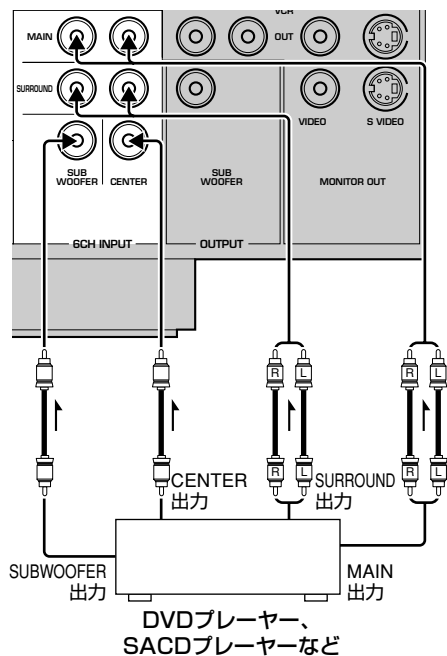 VCR
MAIN
OUT
SURROUND
VIDEO
S VIDEO
SUB
WOOFER
CENTER
SUB
WOOFER
MONITOR OUT
6CH INPUT
OUTPUT
R L
R L
R L
R L
CENTER
出力
SURROUND
出力
SUBWOOFER
出力
MAIN
出力
DVDプレーヤー、
SACDプレーヤーなど